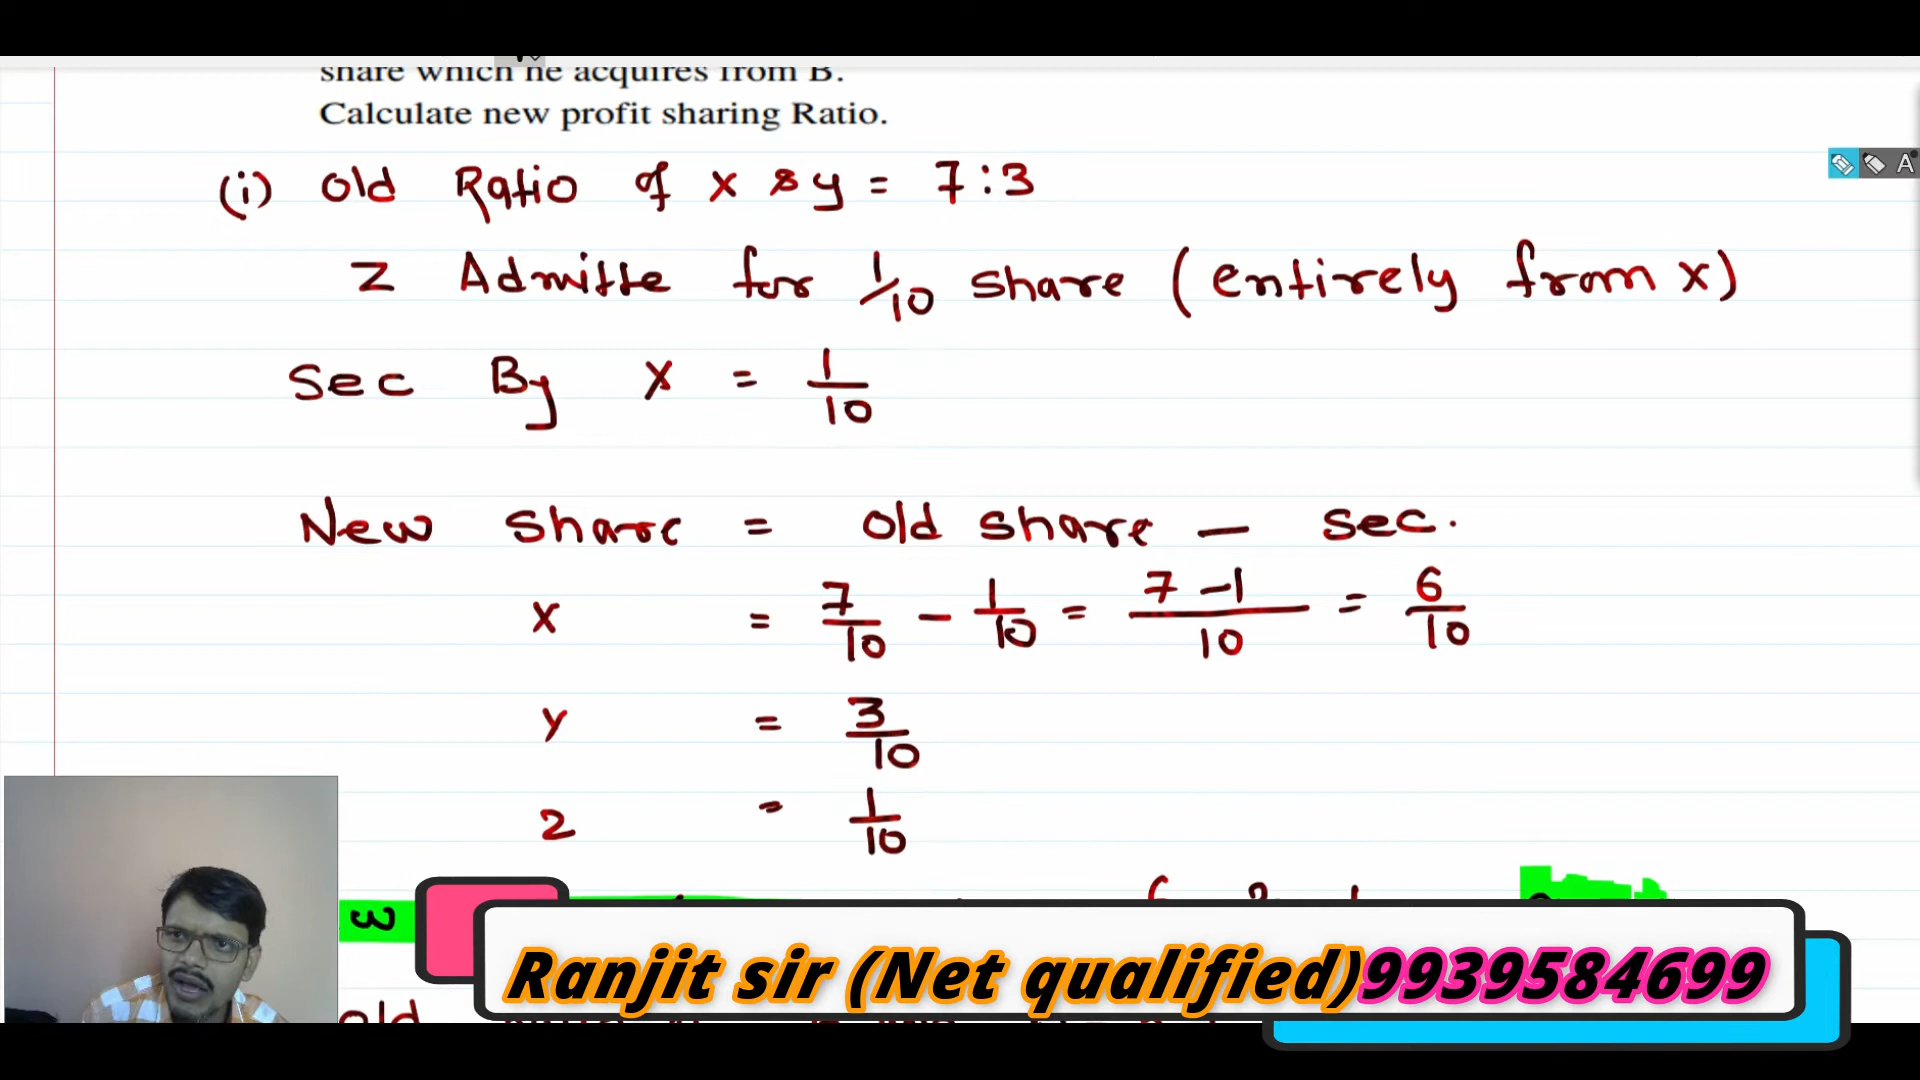 share which he acquires from B.
Calculate new profit sharing Ratio.
(i) old Ratio of x & y = 7:3
Z Admitte for 1/10 share (entirely from x)
Sec By X = 1/10
New share = old share — sec.
X = 7/10 - 1/10 = 7-1/10 = 6/10
y = 3/10
Z = 1/10
Ranjit sir (Net qualified)9939584699
old